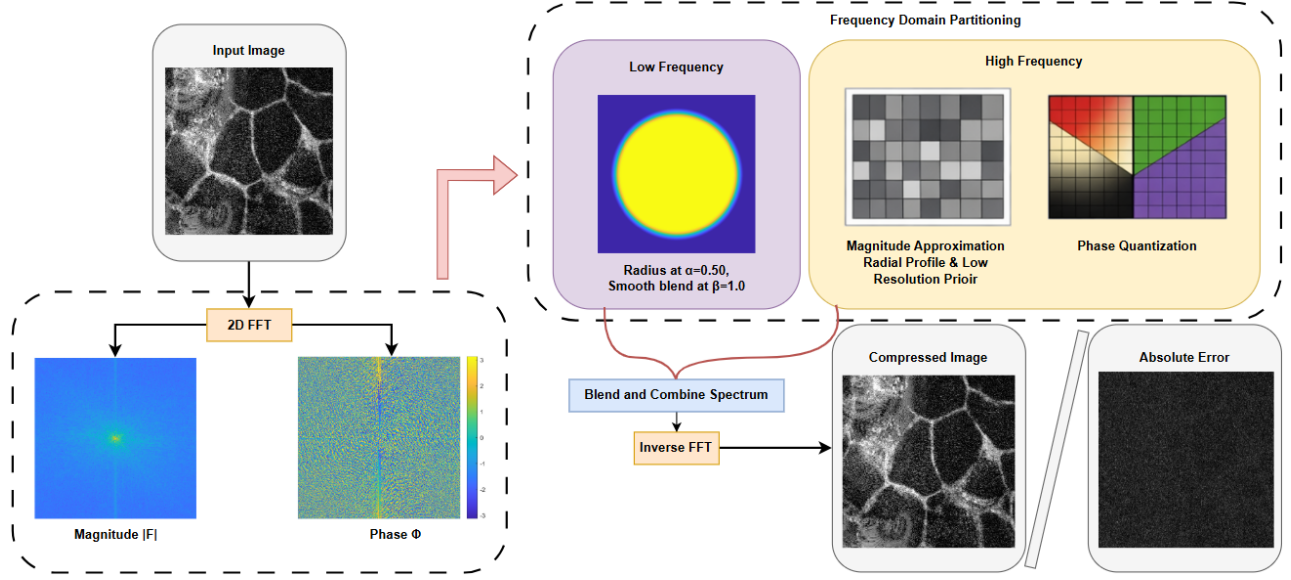 Input Image
2D FFT
Magnitude |F|
3
2
1
0
-1
-2
-3
Phase Φ
Frequency Domain Partitioning
Low Frequency
Radius at α=0.50,
Smooth blend at β=1.0
High Frequency
Magnitude Approximation
Radial Profile & Low
Resolution Prioir
Phase Quantization
Blend and Combine Spectrum
Inverse FFT
Compressed Image
Absolute Error